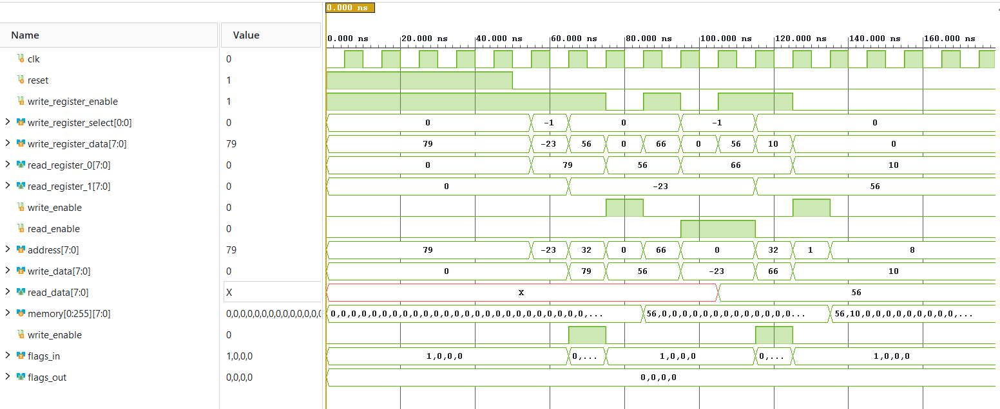 0.000 ns
Name Value 0.000 ns 20.000 ns 40.000 ns 60.000 ns 80.000 ns 100.000 ns 120.000 ns 140.000 ns 160.000 ns
clk 0
reset 1
write_register_enable 1
write_register_select[0:0] 0 0 -1 0 -1 0
write_register_data[7:0] 79 79 -23 56 0 66 0 56 10 0
read_register_0[7:0] 0 0 79 56 66 10
read_register_1[7:0] 0 0 -23 56
write_enable 0
read_enable 0
address[7:0] 79 79 -23 32 0 66 0 32 1 8
write_data[7:0] 0 0 79 56 -23 66 10
read_data[7:0] X X 56
memory[0:255][7:0] 0,0,0,0,0,0,0,0,0,0,0,0,0,0 0,0,0,0,0,0,0,0,0,0,0,0,0,0,0,0,0,0,0,0,0,0,0,0,0,... 56,0,0,0,0,0,0,0,0,0,0,0,0,0... 56,10,0,0,0,0,0,0,0,0,0,...
write_enable 0
flags_in 1,0,0,0 1,0,0,0 0,... 1,0,0,0 0,... 1,0,0,0
flags_out 0,0,0,0 0,0,0,0